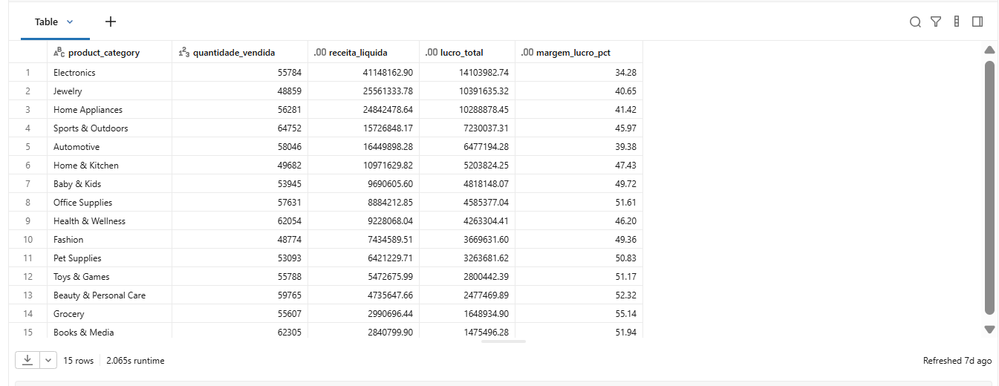 Table
product_category quantidade_vendida receita_liquida lucro_total margem_lucro_pct
1 Electronics 55784 41148162.90 14103982.74 34.28
2 Jewelry 48859 25561333.78 10391635.32 40.65
3 Home Appliances 56281 24842478.64 10288878.45 41.42
4 Sports & Outdoors 64752 15726848.17 7230037.31 45.97
5 Automotive 58046 16449898.28 6477194.28 39.38
6 Home & Kitchen 49682 10971629.82 5203824.25 47.43
7 Baby & Kids 53945 9690605.60 4818148.07 49.72
8 Office Supplies 57631 8884212.85 4585377.04 51.61
9 Health & Wellness 62054 9228068.04 4263304.41 46.20
10 Fashion 48774 7434589.51 3669631.60 49.36
11 Pet Supplies 53093 6421229.71 3263681.62 50.83
12 Toys & Games 55788 5472675.99 2800442.39 51.17
13 Beauty & Personal Care 59765 4735647.66 2477469.89 52.32
14 Grocery 55607 2990696.44 1648934.90 55.14
15 Books & Media 62305 2840799.90 1475496.28 51.94
15 rows 2.065s runtime Refreshed 7d ago